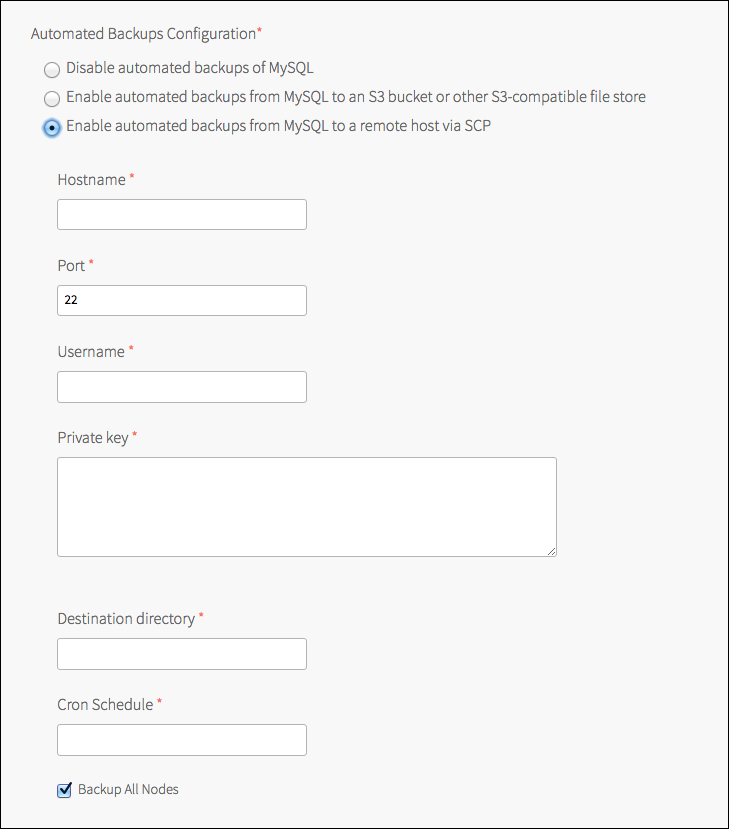 Automated Backups Configuration*
Disable automated backups of MySQL
Enable automated backups from MySQL to an S3 bucket or other S3-compatible file store
Enable automated backups from MySQL to a remote host via SCP
Hostname *
Port *
22
Username *
Private key *
Destination directory *
Cron Schedule *
Backup All Nodes